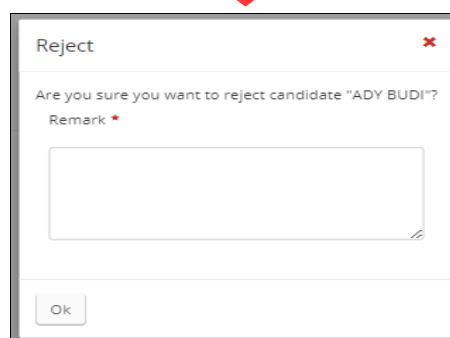 Reject
Are you sure you want to reject candidate "ADY BUDI"?
Remark *
Ok